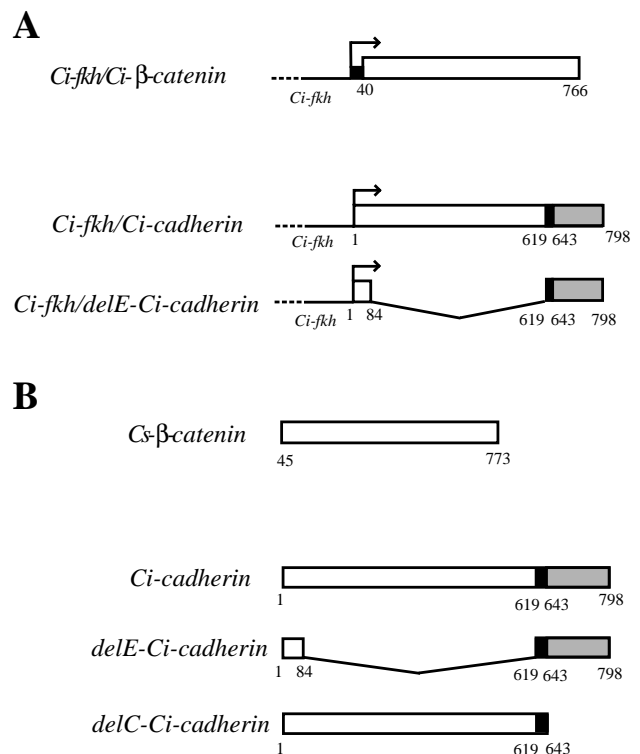 A
Ci-fkh/Ci-β-catenin
Ci-fkh 40 766
Ci-fkh/Ci-cadherin
Ci-fkh 1 619 643 798
Ci-fkh/delE-Ci-cadherin
Ci-fkh 1 84 619 643 798
B
Cs-β-catenin
45 773
Ci-cadherin
1 619 643 798
delE-Ci-cadherin
1 84 619 643 798
delC-Ci-cadherin
1 619 643